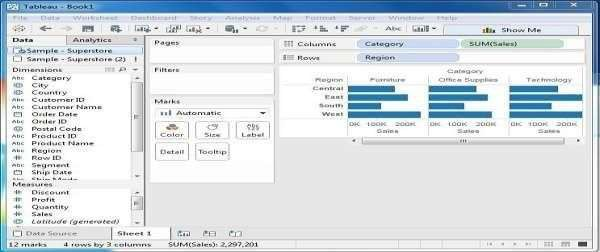 Tableau - Book1
File Data Worksheet Dashboard Story Analysis Map Format Server Window Help
Show Me
Data Analytics
Sample - Superstore
Sample - Superstore (2)
Dimensions
Category
City
Country
Customer ID
Customer Name
Order Date
Order ID
Postal Code
Product ID
Product Name
Region
Row ID
Segment
Ship Date
Ship Mode
Measures
Discount
Profit
Quantity
Sales
Latitude (generated)
Pages
Filters
Marks
Automatic
Color Size Label
Detail Tooltip
Columns Category SUM(Sales)
Rows Region
Category
Region Furniture Office Supplies Technology
Central
East
South
West
0K 100K 200K 0K 100K 200K 0K 100K 200K
Sales Sales Sales
Data Source Sheet 1
12 marks 4 rows by 3 columns SUM(Sales): 2,297,201